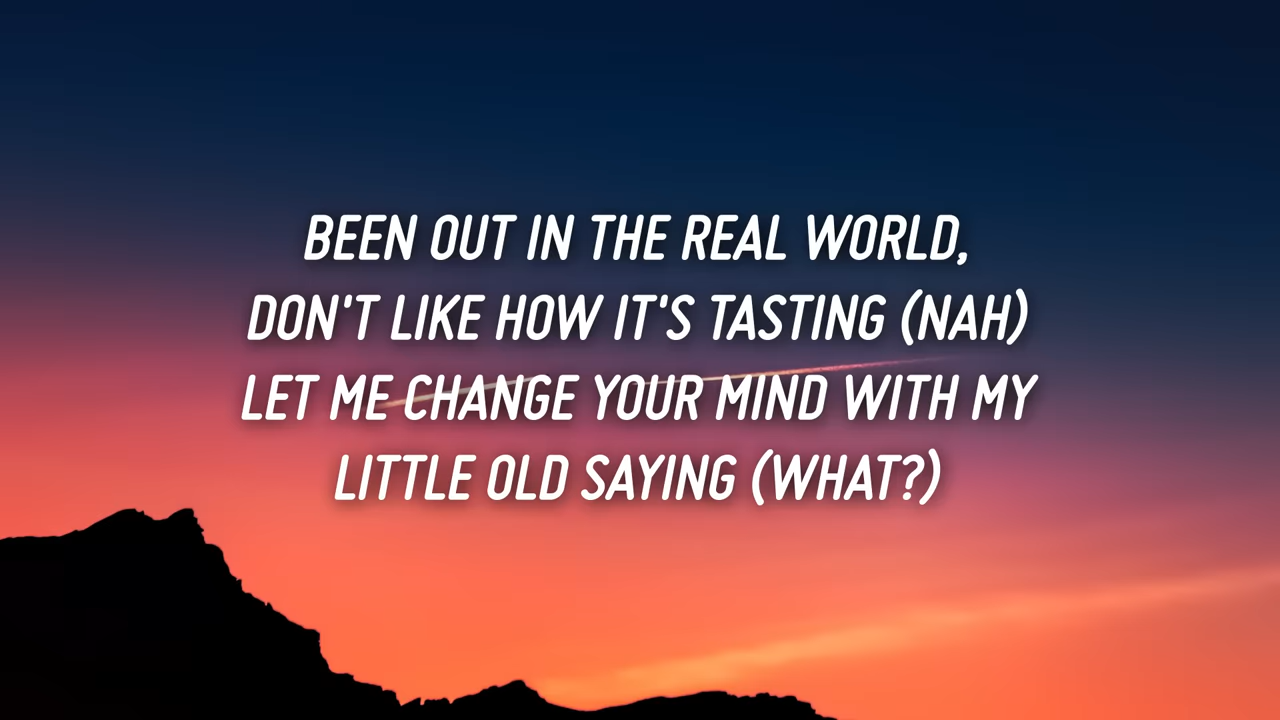 BEEN OUT IN THE REAL WORLD,
DON'T LIKE HOW IT'S TASTING (NAH)
LET ME CHANGE YOUR MIND WITH MY
LITTLE OLD SAYING (WHAT?)